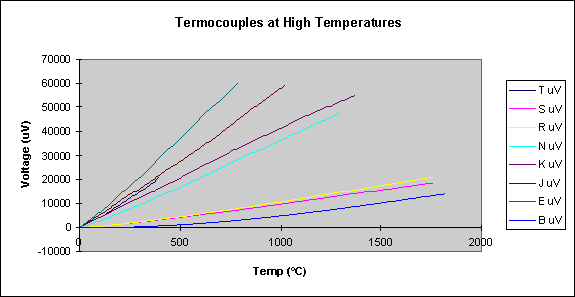 Termocouples at High Temperatures
Voltage (uV)
70000
60000
50000
40000
30000
20000
10000
0
-10000
0 500 1000 1500 2000
Temp (ºC)
T uV
S uV
R uV
N uV
K uV
J uV
E uV
B uV